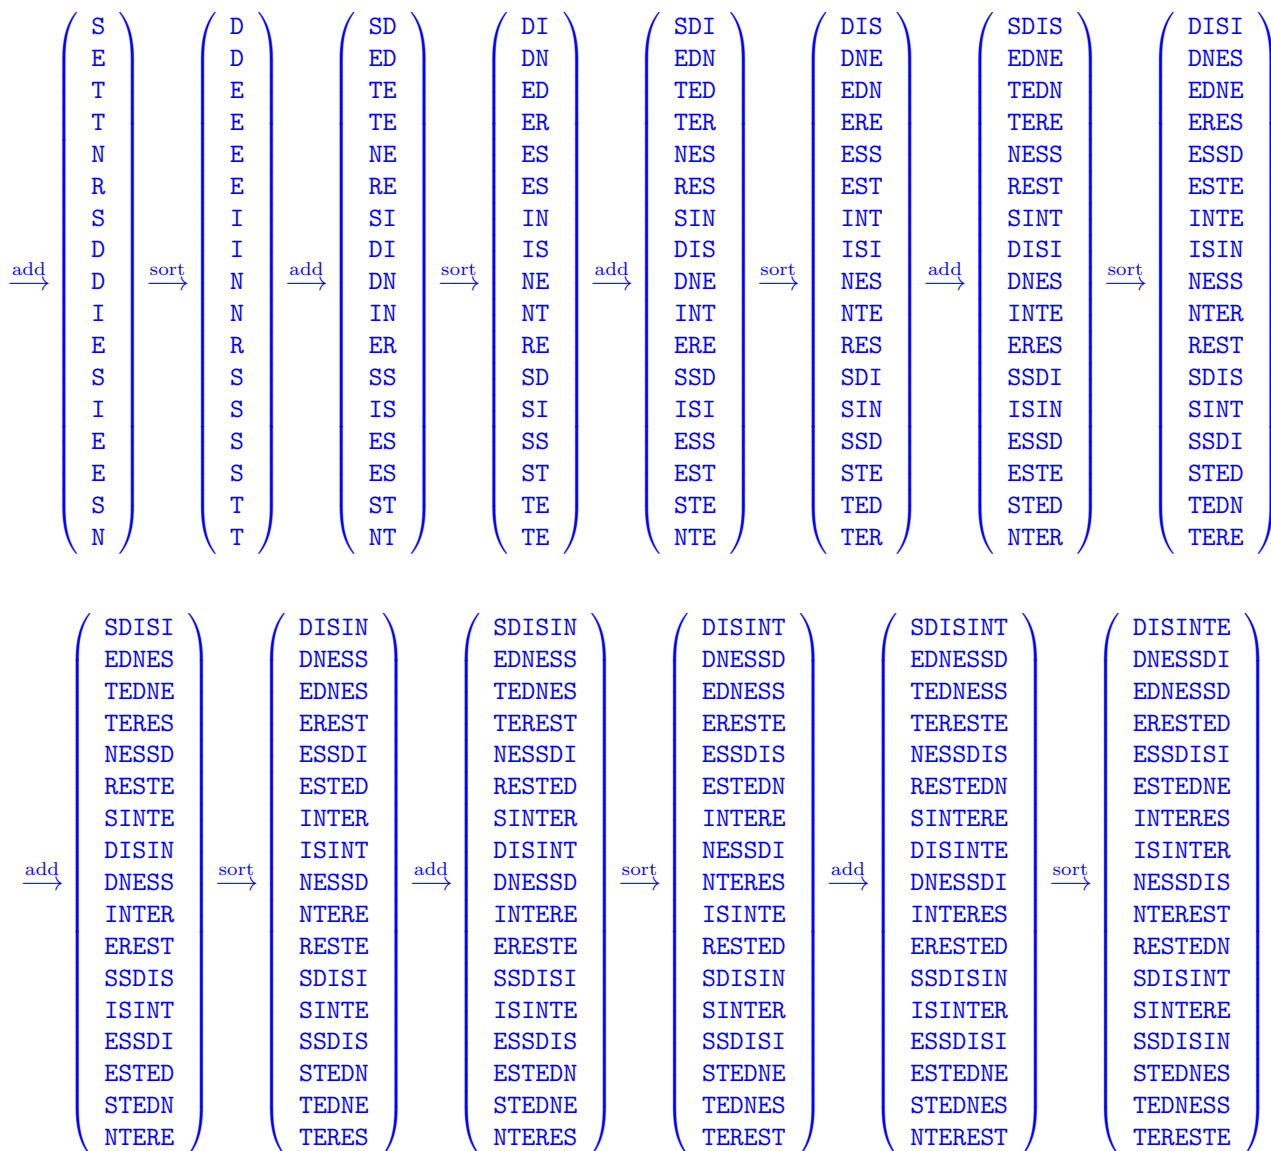 S D SD DI SDI DIS SDIS DISI
E D ED DN EDN DNE EDNE DNES
T E TE ED TED EDN TEDN EDNE
T E TE ER TER ERE TERE ERES
N E NE ES NES ESS NESS ESSD
R E RE ES RES EST REST ESTE
S I SI IN SIN INT SINT INTE
D I DI IS DIS ISI DISI ISIN
add sort add sort add sort add sort
D N DN NE DNE NES DNES NESS
I N IN NT INT NTE INTE NTER
E R ER RE ERE RES ERES REST
S S SS SD SSD SDI SSDI SDIS
I S IS SI ISI SIN ISIN SINT
E S ES SS ESS SSD ESSD SSDI
E S ES ST EST STE ESTE STED
S T ST TE STE TED STED TEDN
N T NT TE NTE TER NTER TERE
SDISI DISIN SDISIN DISINT SDISINT DISINTE
EDNES DNESS EDNESS DNESSD EDNESSD DNESSDI
TEDNE EDNES TEDNES EDNESS TEDNESS EDNESSD
TERES EREST TEREST ERESTE TERESTE ERESTED
NESSD ESSDI NESSDI ESSDIS NESSDIS ESSDISI
RESTE ESTED RESTED ESTEDN RESTEDN ESTEDNE
SINTE INTER SINTER INTERE SINTERE INTERES
DISIN ISINT DISINT NESSDI DISINTE ISINTER
add sort add sort add sort
DNESS NESSD DNESSD NTERES DNESSDI NESSDIS
INTER NTERE INTERE ISINTE INTERES NTEREST
EREST RESTE ERESTE RESTED ERESTED RESTEDN
SSDIS SDISI SSDISI SDISIN SSDISIN SDISINT
ISINT SINTE ISINTE SINTER ISINTER SINTERE
ESSDI SSDIS ESSDIS SSDISI ESSDISI SSDISIN
ESTED STEDN ESTEDN STEDNE ESTEDNE STEDNES
STEDN TEDNE STEDNE TEDNES STEDNES TEDNESS
NTERE TERES NTERES TEREST NTEREST TERESTE